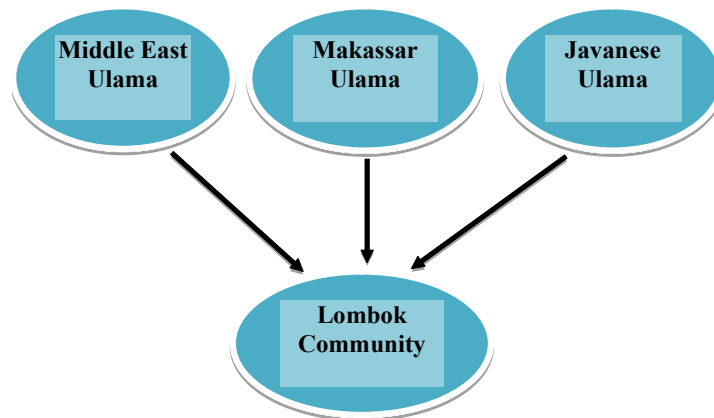 Middle East
Ulama
Makassar
Ulama
Javanese
Ulama
Lombok
Community